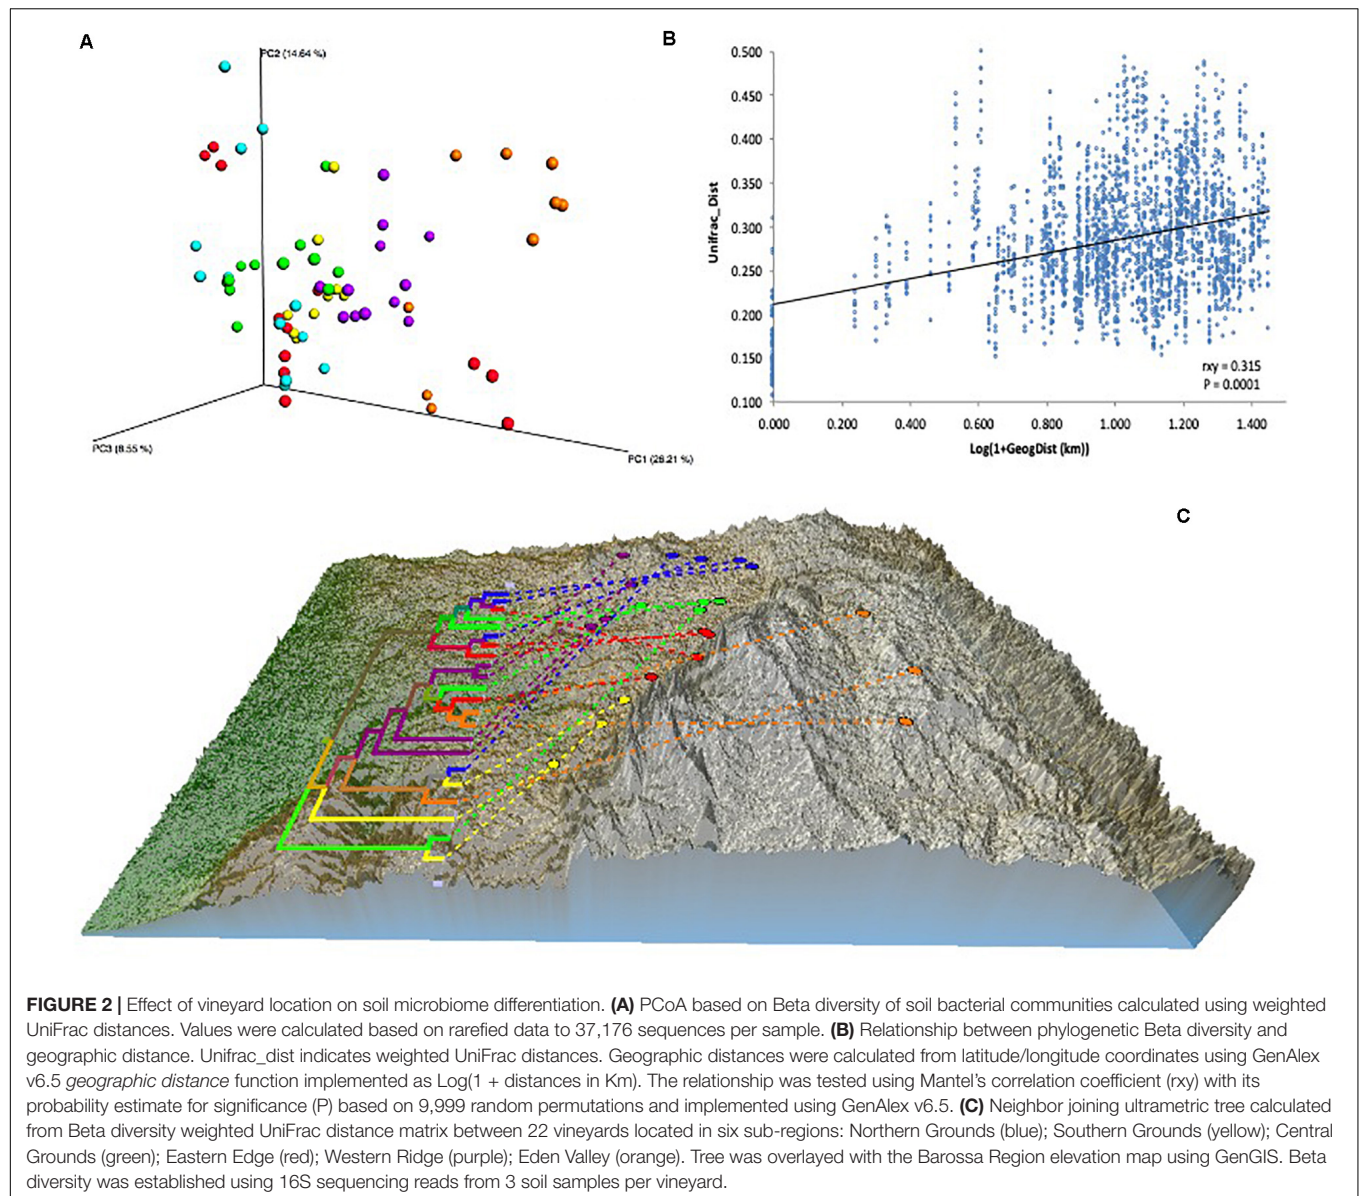 A
PC2 (14.64 %)
PC3 (8.55 %)
PC1 (28.21 %)
B
0.500
0.450
0.400
0.350
0.300
0.250
0.200
0.150
0.100
Unifrac_Dist
rxy = 0.315
P = 0.0001
0.000 0.200 0.400 0.600 0.800 1.000 1.200 1.400
Log(1+GeogDist (km))
C
FIGURE 2 | Effect of vineyard location on soil microbiome differentiation. (A) PCoA based on Beta diversity of soil bacterial communities calculated using weighted
UniFrac distances. Values were calculated based on rarefied data to 37,176 sequences per sample. (B) Relationship between phylogenetic Beta diversity and
geographic distance. Unifrac_dist indicates weighted UniFrac distances. Geographic distances were calculated from latitude/longitude coordinates using GenAlex
v6.5 geographic distance function implemented as Log(1 + distances in Km). The relationship was tested using Mantel's correlation coefficient (rxy) with its
probability estimate for significance (P) based on 9,999 random permutations and implemented using GenAlex v6.5. (C) Neighbor joining ultrametric tree calculated
from Beta diversity weighted UniFrac distance matrix between 22 vineyards located in six sub-regions: Northern Grounds (blue); Southern Grounds (yellow); Central
Grounds (green); Eastern Edge (red); Western Ridge (purple); Eden Valley (orange). Tree was overlayed with the Barossa Region elevation map using GenGIS. Beta
diversity was established using 16S sequencing reads from 3 soil samples per vineyard.